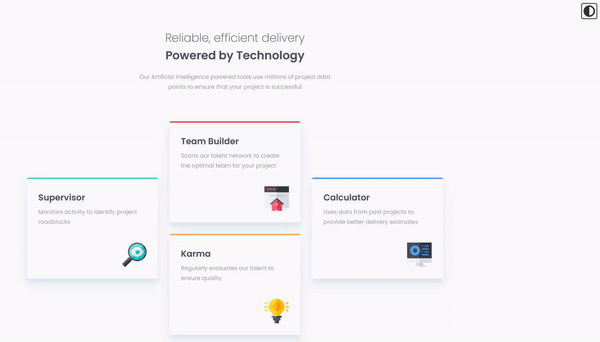 Reliable, efficient delivery
Powered by Technology
Our Artificial Intelligence powered tools use millions of project data
points to ensure that your project is successful
Team Builder
Scans our talent network to create
the optimal team for your project
Supervisor
Monitors activity to identify project
roadblocks
Calculator
Uses data from past projects to
provide better delivery estimates
Karma
Regularly evaluates our talent to
ensure quality